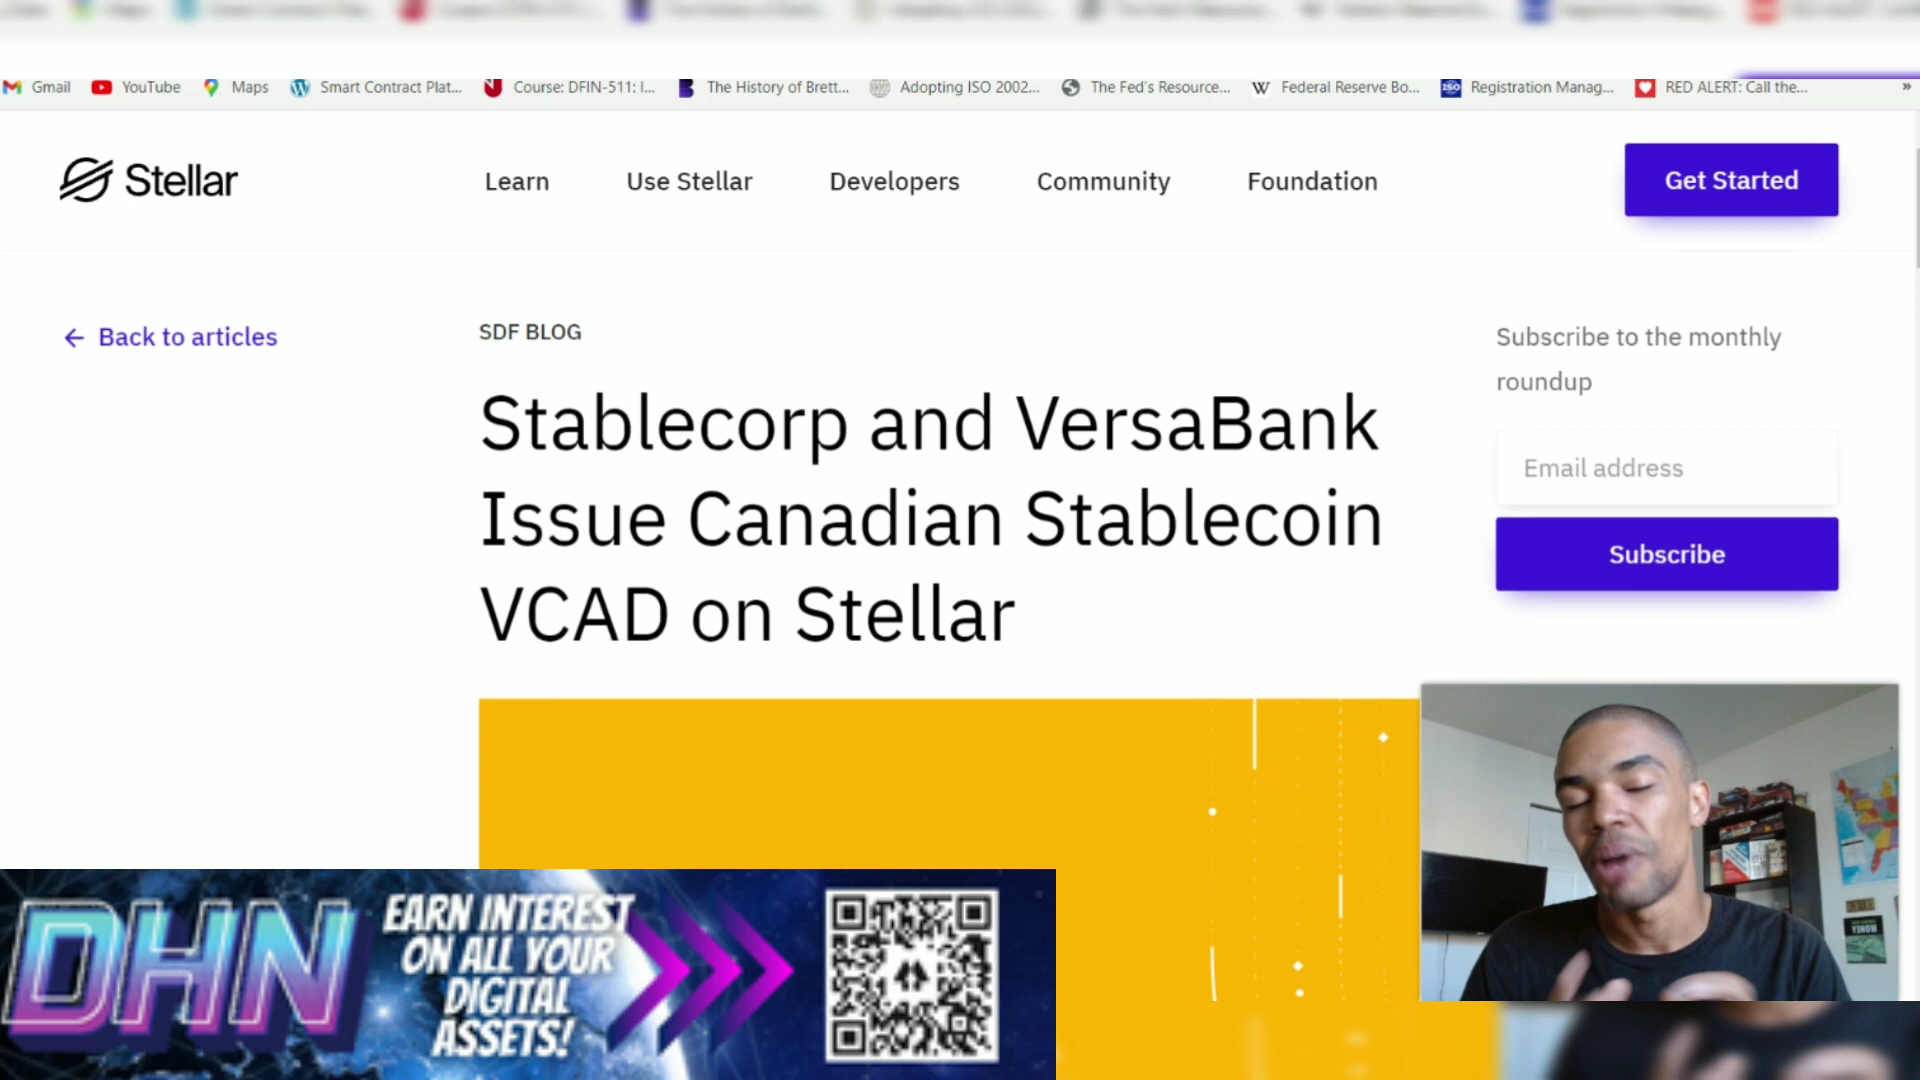 Gmail YouTube Maps Smart Contract Plat... Course: DFIN-511: I... The History of Brett... Adopting ISO 2002... The Fed's Resource... Federal Reserve Bo... Registration Manag... RED ALERT: Call the... »
Stellar Learn Use Stellar Developers Community Foundation Get Started
Back to articles
SDF BLOG
Stablecorp and VersaBank
Issue Canadian Stablecoin
VCAD on Stellar
Subscribe to the monthly
roundup
Email address
Subscribe
DHN
EARN INTEREST
ON ALL YOUR
DIGITAL
ASSETS!